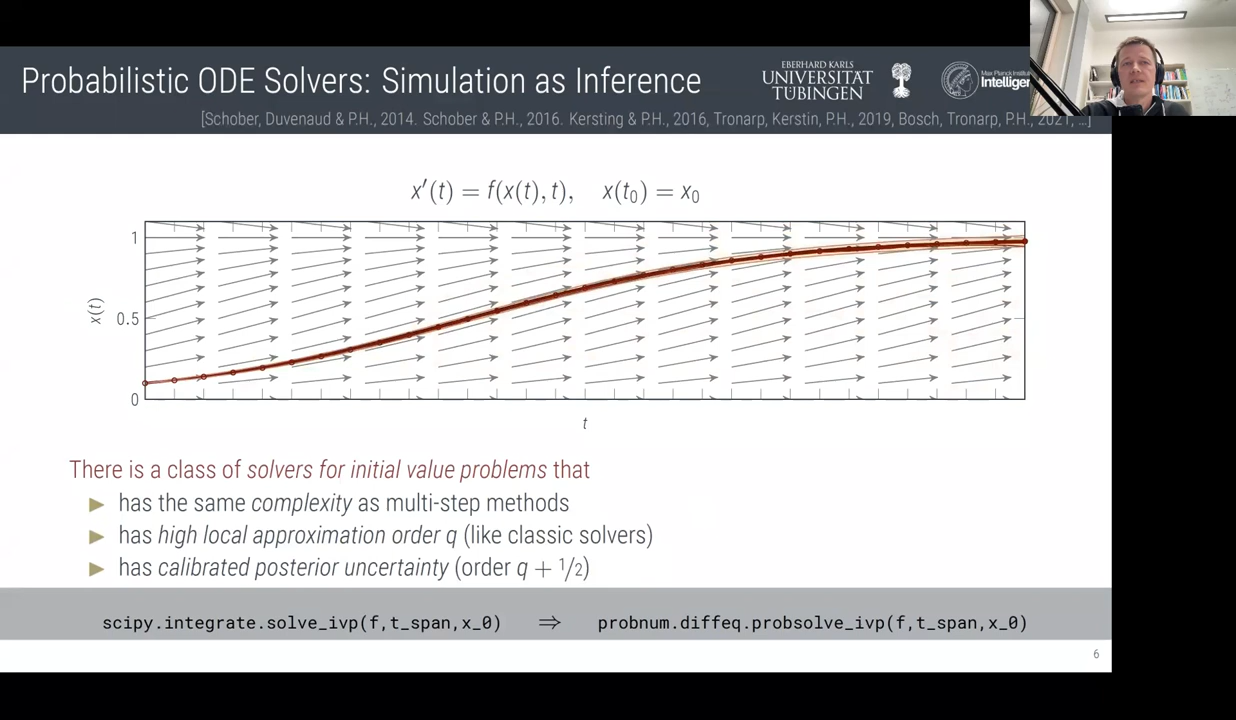 Probabilistic ODE Solvers: Simulation as Inference
EBERHARD KARLS
UNIVERSITÄT
TÜBINGEN
Max Planck Institu
Intelligen
[Schober, Duvenaud & P.H., 2014. Schober & P.H., 2016. Kersting & P.H., 2016, Tronarp, Kerstin, P.H., 2019, Bosch, Tronarp, P.H., 2021, …]
x′(t) = f(x(t), t), x(t₀) = x₀
1
0.5
0
x(t)
t
There is a class of solvers for initial value problems that
▶ has the same complexity as multi-step methods
▶ has high local approximation order q (like classic solvers)
▶ has calibrated posterior uncertainty (order q + 1/2)
scipy.integrate.solve_ivp(f,t_span,x_0) ⇒ probnum.diffeq.probsolve_ivp(f,t_span,x_0)
6